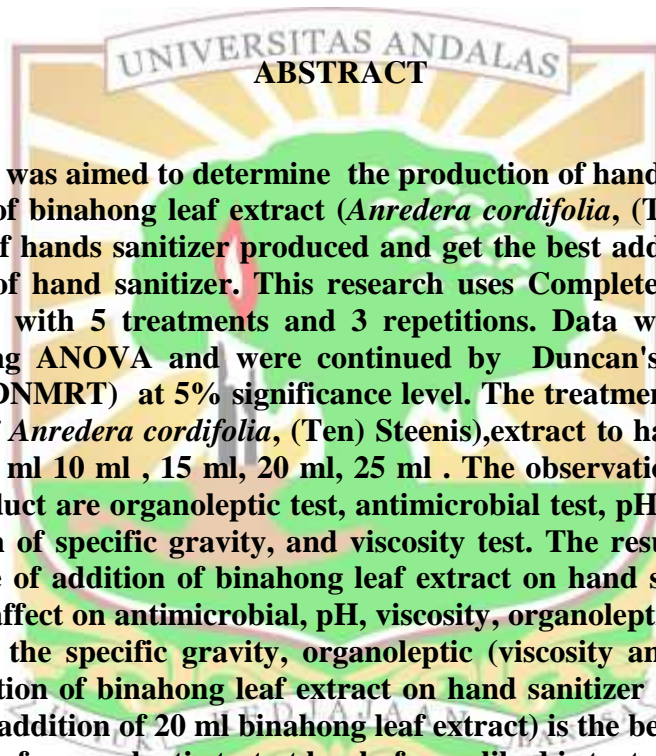 UNIVERSITAS ANDALAS
ABSTRACT
was aimed to determine the production of hand
of binahong leaf extract (Anredera cordifolia, (T
f hands sanitizer produced and get the best add
of hand sanitizer. This research uses Complete
with 5 treatments and 3 repetitions. Data w
ng ANOVA and were continued by Duncan's
DNMRT) at 5% significance level. The treatmen
Anredera cordifolia, (Ten) Steenis),extract to ha
ml 10 ml , 15 ml, 20 ml, 25 ml . The observatio
duct are organoleptic test, antimicrobial test, pH
n of specific gravity, and viscosity test. The resu
e of addition of binahong leaf extract on hand s
affect on antimicrobial, pH, viscosity, organolept
the specific gravity, organoleptic (viscosity an
tion of binahong leaf extract on hand sanitizer
addition of 20 ml binahong leaf extract) is the be